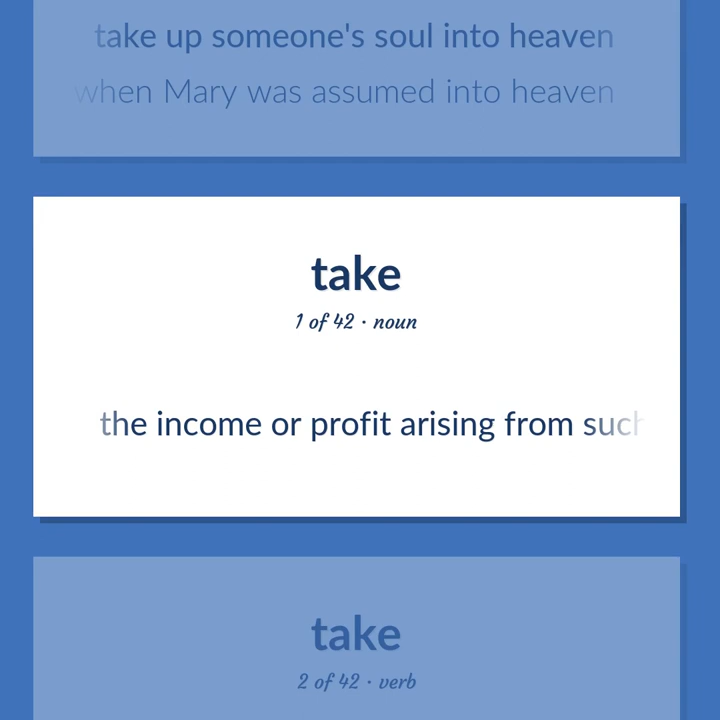 take up someone's soul into heaven
when Mary was assumed into heaven
take
1 of 42 · noun
the income or profit arising from such
take
2 of 42 · verb